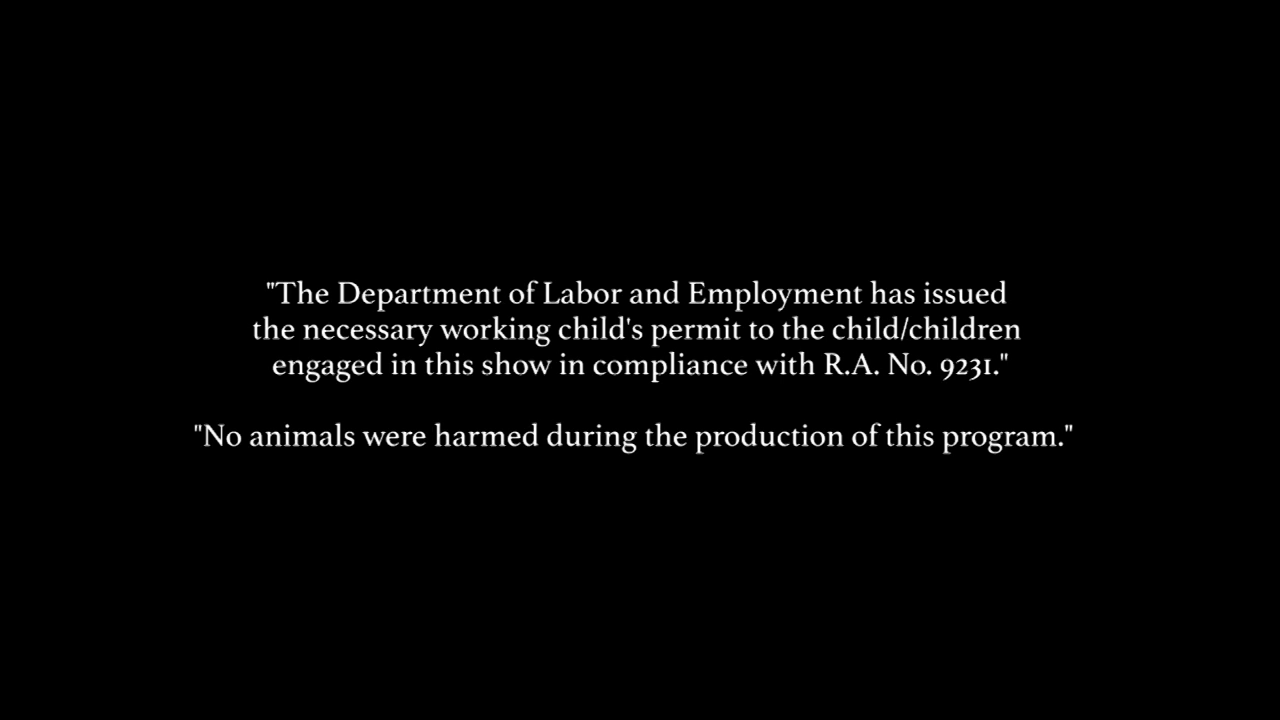 "The Department of Labor and Employment has issued
the necessary working child's permit to the child/children
engaged in this show in compliance with R.A. No. 9231."
"No animals were harmed during the production of this program."